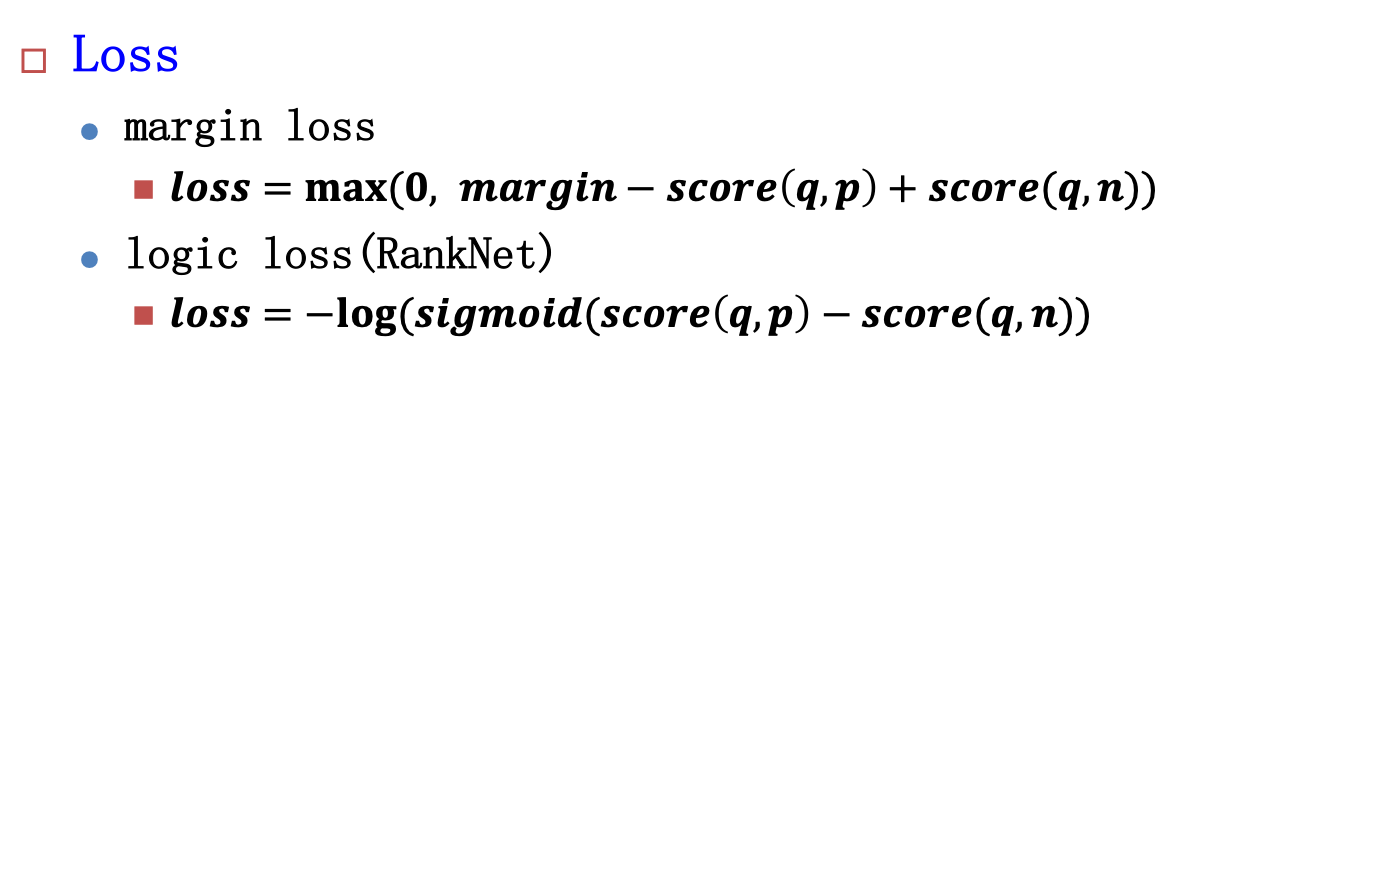 Loss
margin loss
loss = max(0, margin − score(q,p) + score(q,n))
logic loss(RankNet)
loss = −log(sigmoid(score(q,p) − score(q,n))